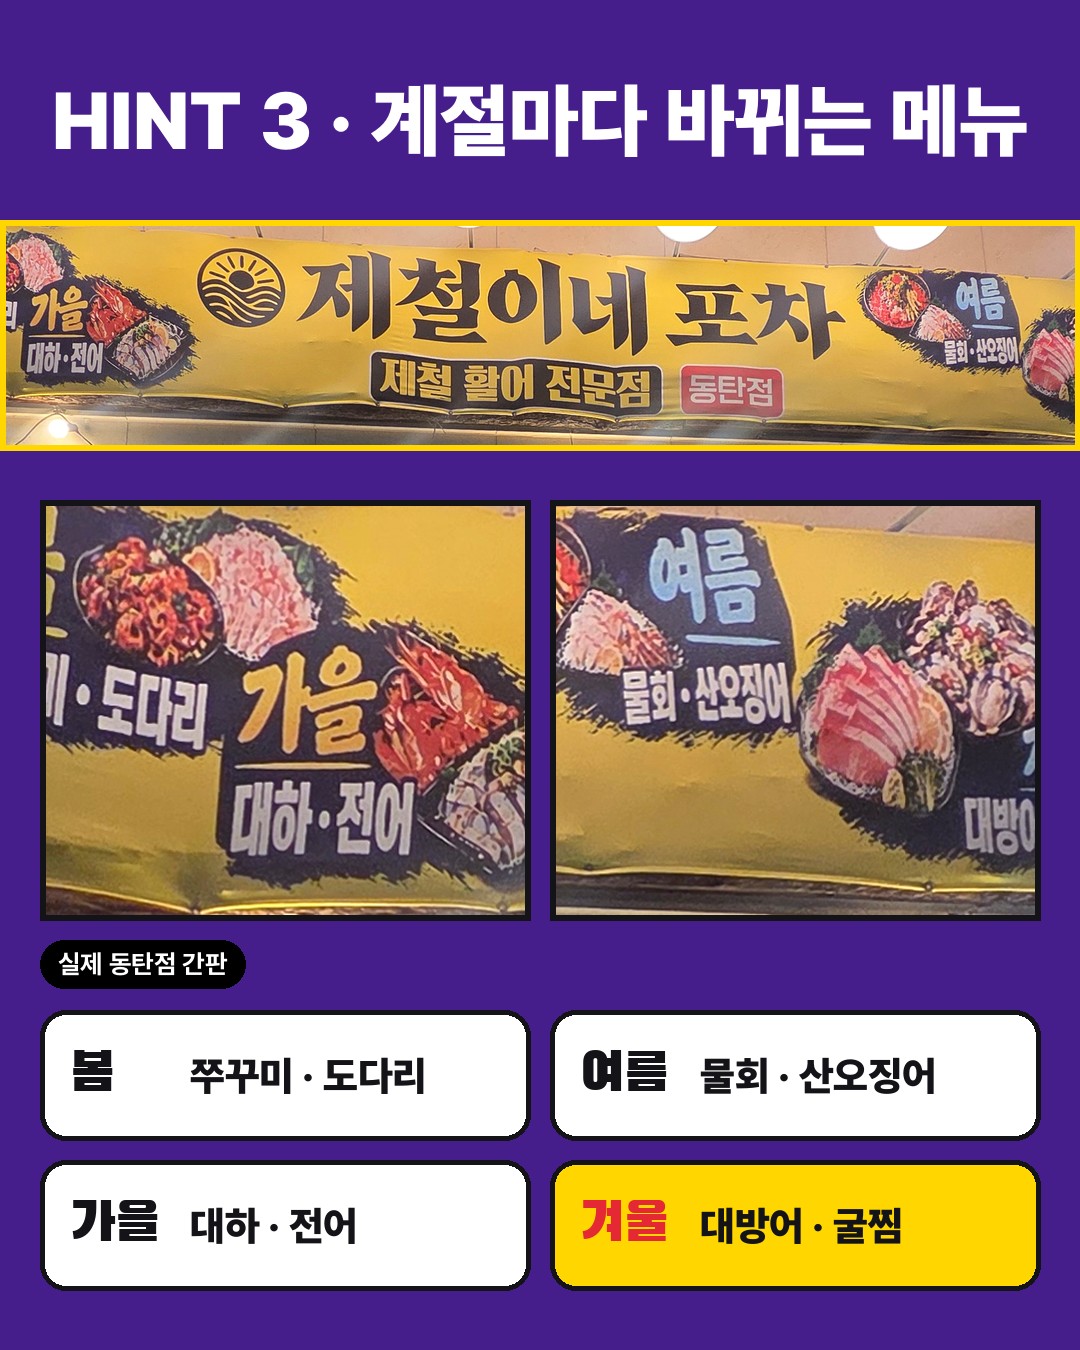 HINT 3 · 계절마다 바뀌는 메뉴
제철이네 포차
제철 활어 전문점 동탄점
가을
대하·전어
여름
물회·산오징어
도다리
가을
대하·전어
여름
물회·산오징어
실제 동탄점 간판
봄 쭈꾸미 · 도다리
여름 물회 · 산오징어
가을 대하 · 전어
겨울 대방어 · 굴찜